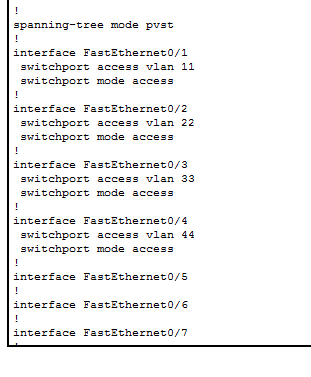 !
spanning-tree mode pvst
!
interface FastEthernet0/1
 switchport access vlan 11
 switchport mode access
!
interface FastEthernet0/2
 switchport access vlan 22
 switchport mode access
!
interface FastEthernet0/3
 switchport access vlan 33
 switchport mode access
!
interface FastEthernet0/4
 switchport access vlan 44
 switchport mode access
!
interface FastEthernet0/5
!
interface FastEthernet0/6
!
interface FastEthernet0/7